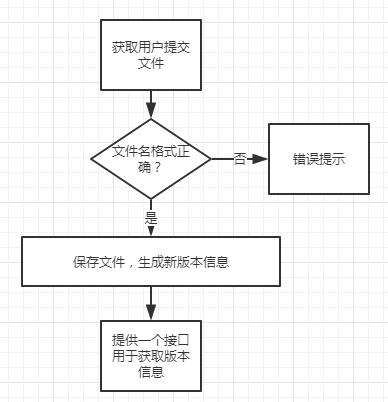 获取用户提交
文件
文件名格式正
确？
否
错误提示
是
保存文件，生成新版本信息
提供一个接口
用于获取版本
信息